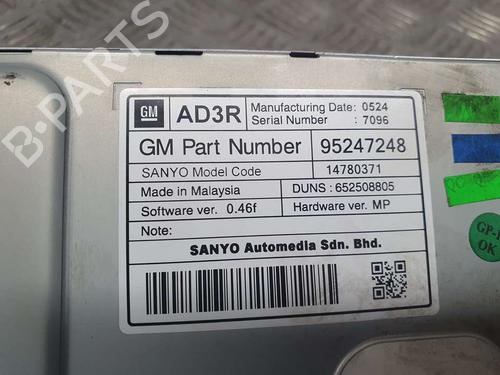 B-PARTS
GM
AD3R
Manufacturing Date: 0524
Serial Number : 7096
GM Part Number 95247248
SANYO Model Code 14780371
Made in Malaysia DUNS : 652508805
Software ver. 0.46f Hardware ver. MP
Note:
SANYO Automedia Sdn. Bhd.
OK